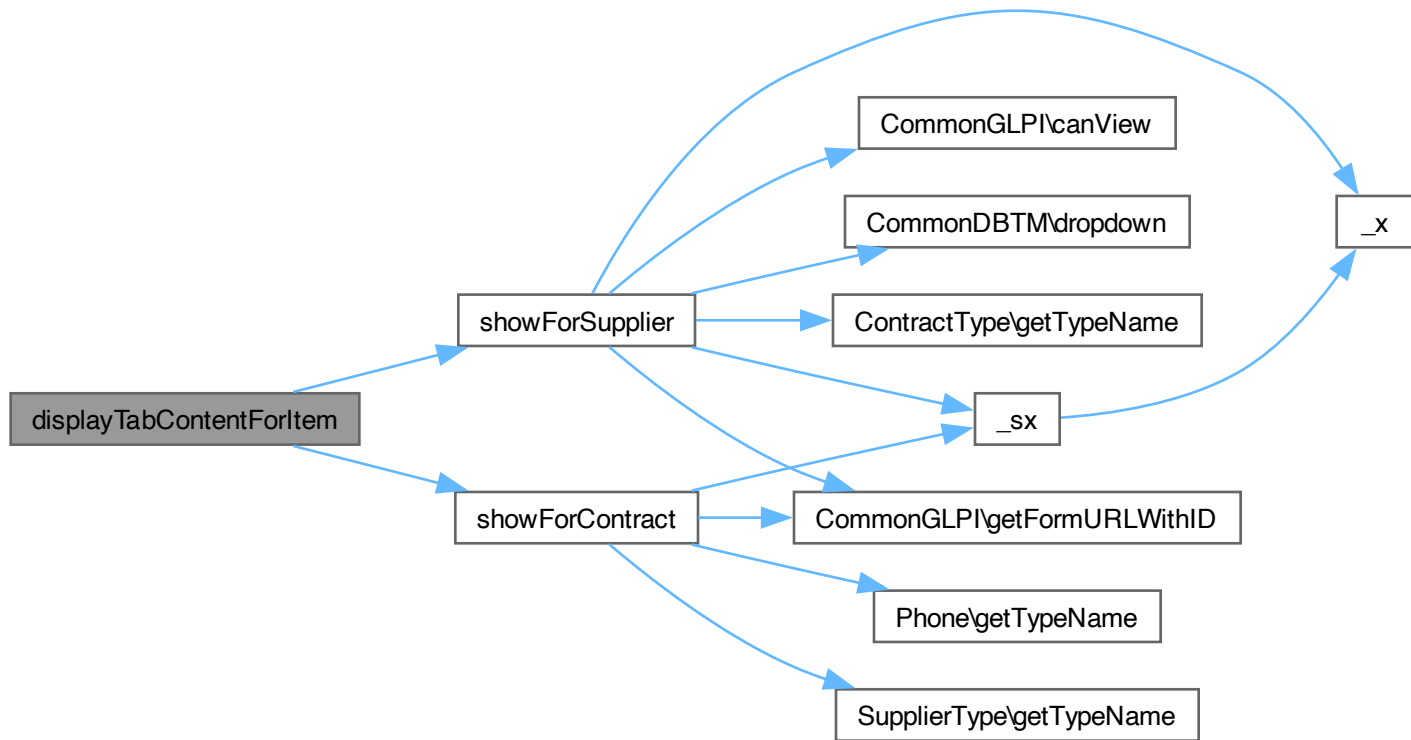 CommonGLPI\canView
_x
CommonDBTM\dropdown
showForSupplier
ContractType\getTypeName
displayTabContentForItem
_sx
showForContract
CommonGLPI\getFormURLWithID
Phone\getTypeName
SupplierType\getTypeName